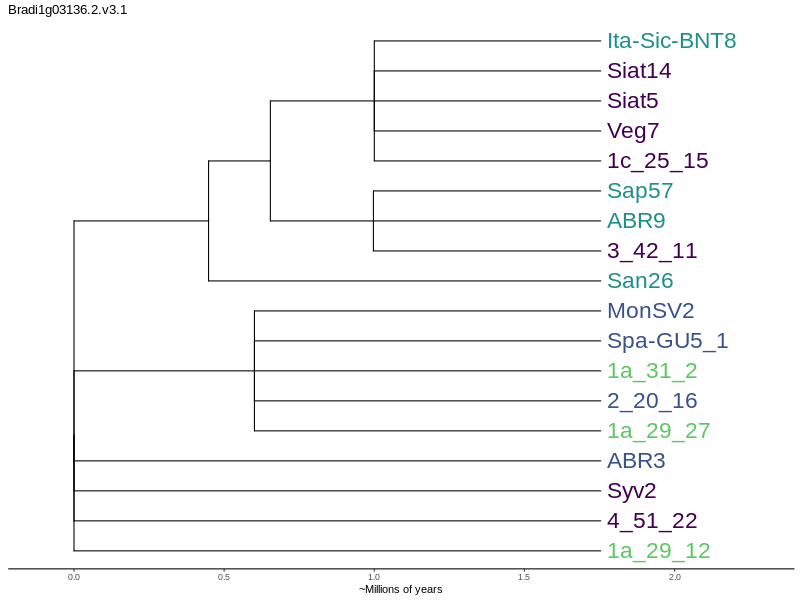 Bradi1g03136.2.v3.1
Ita-Sic-BNT8
Siat14
Siat5
Veg7
1c_25_15
Sap57
ABR9
3_42_11
San26
MonSV2
Spa-GU5_1
1a_31_2
2_20_16
1a_29_27
ABR3
Syv2
4_51_22
1a_29_12
0.0 0.5 1.0 1.5 2.0
~Millions of years